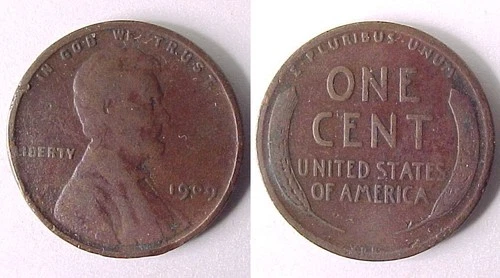 IN GOD WE TRUST
LIBERTY
1909
E·PLURIBUS·UNUM
ONE
CENT
UNITED STATES
OF AMERICA